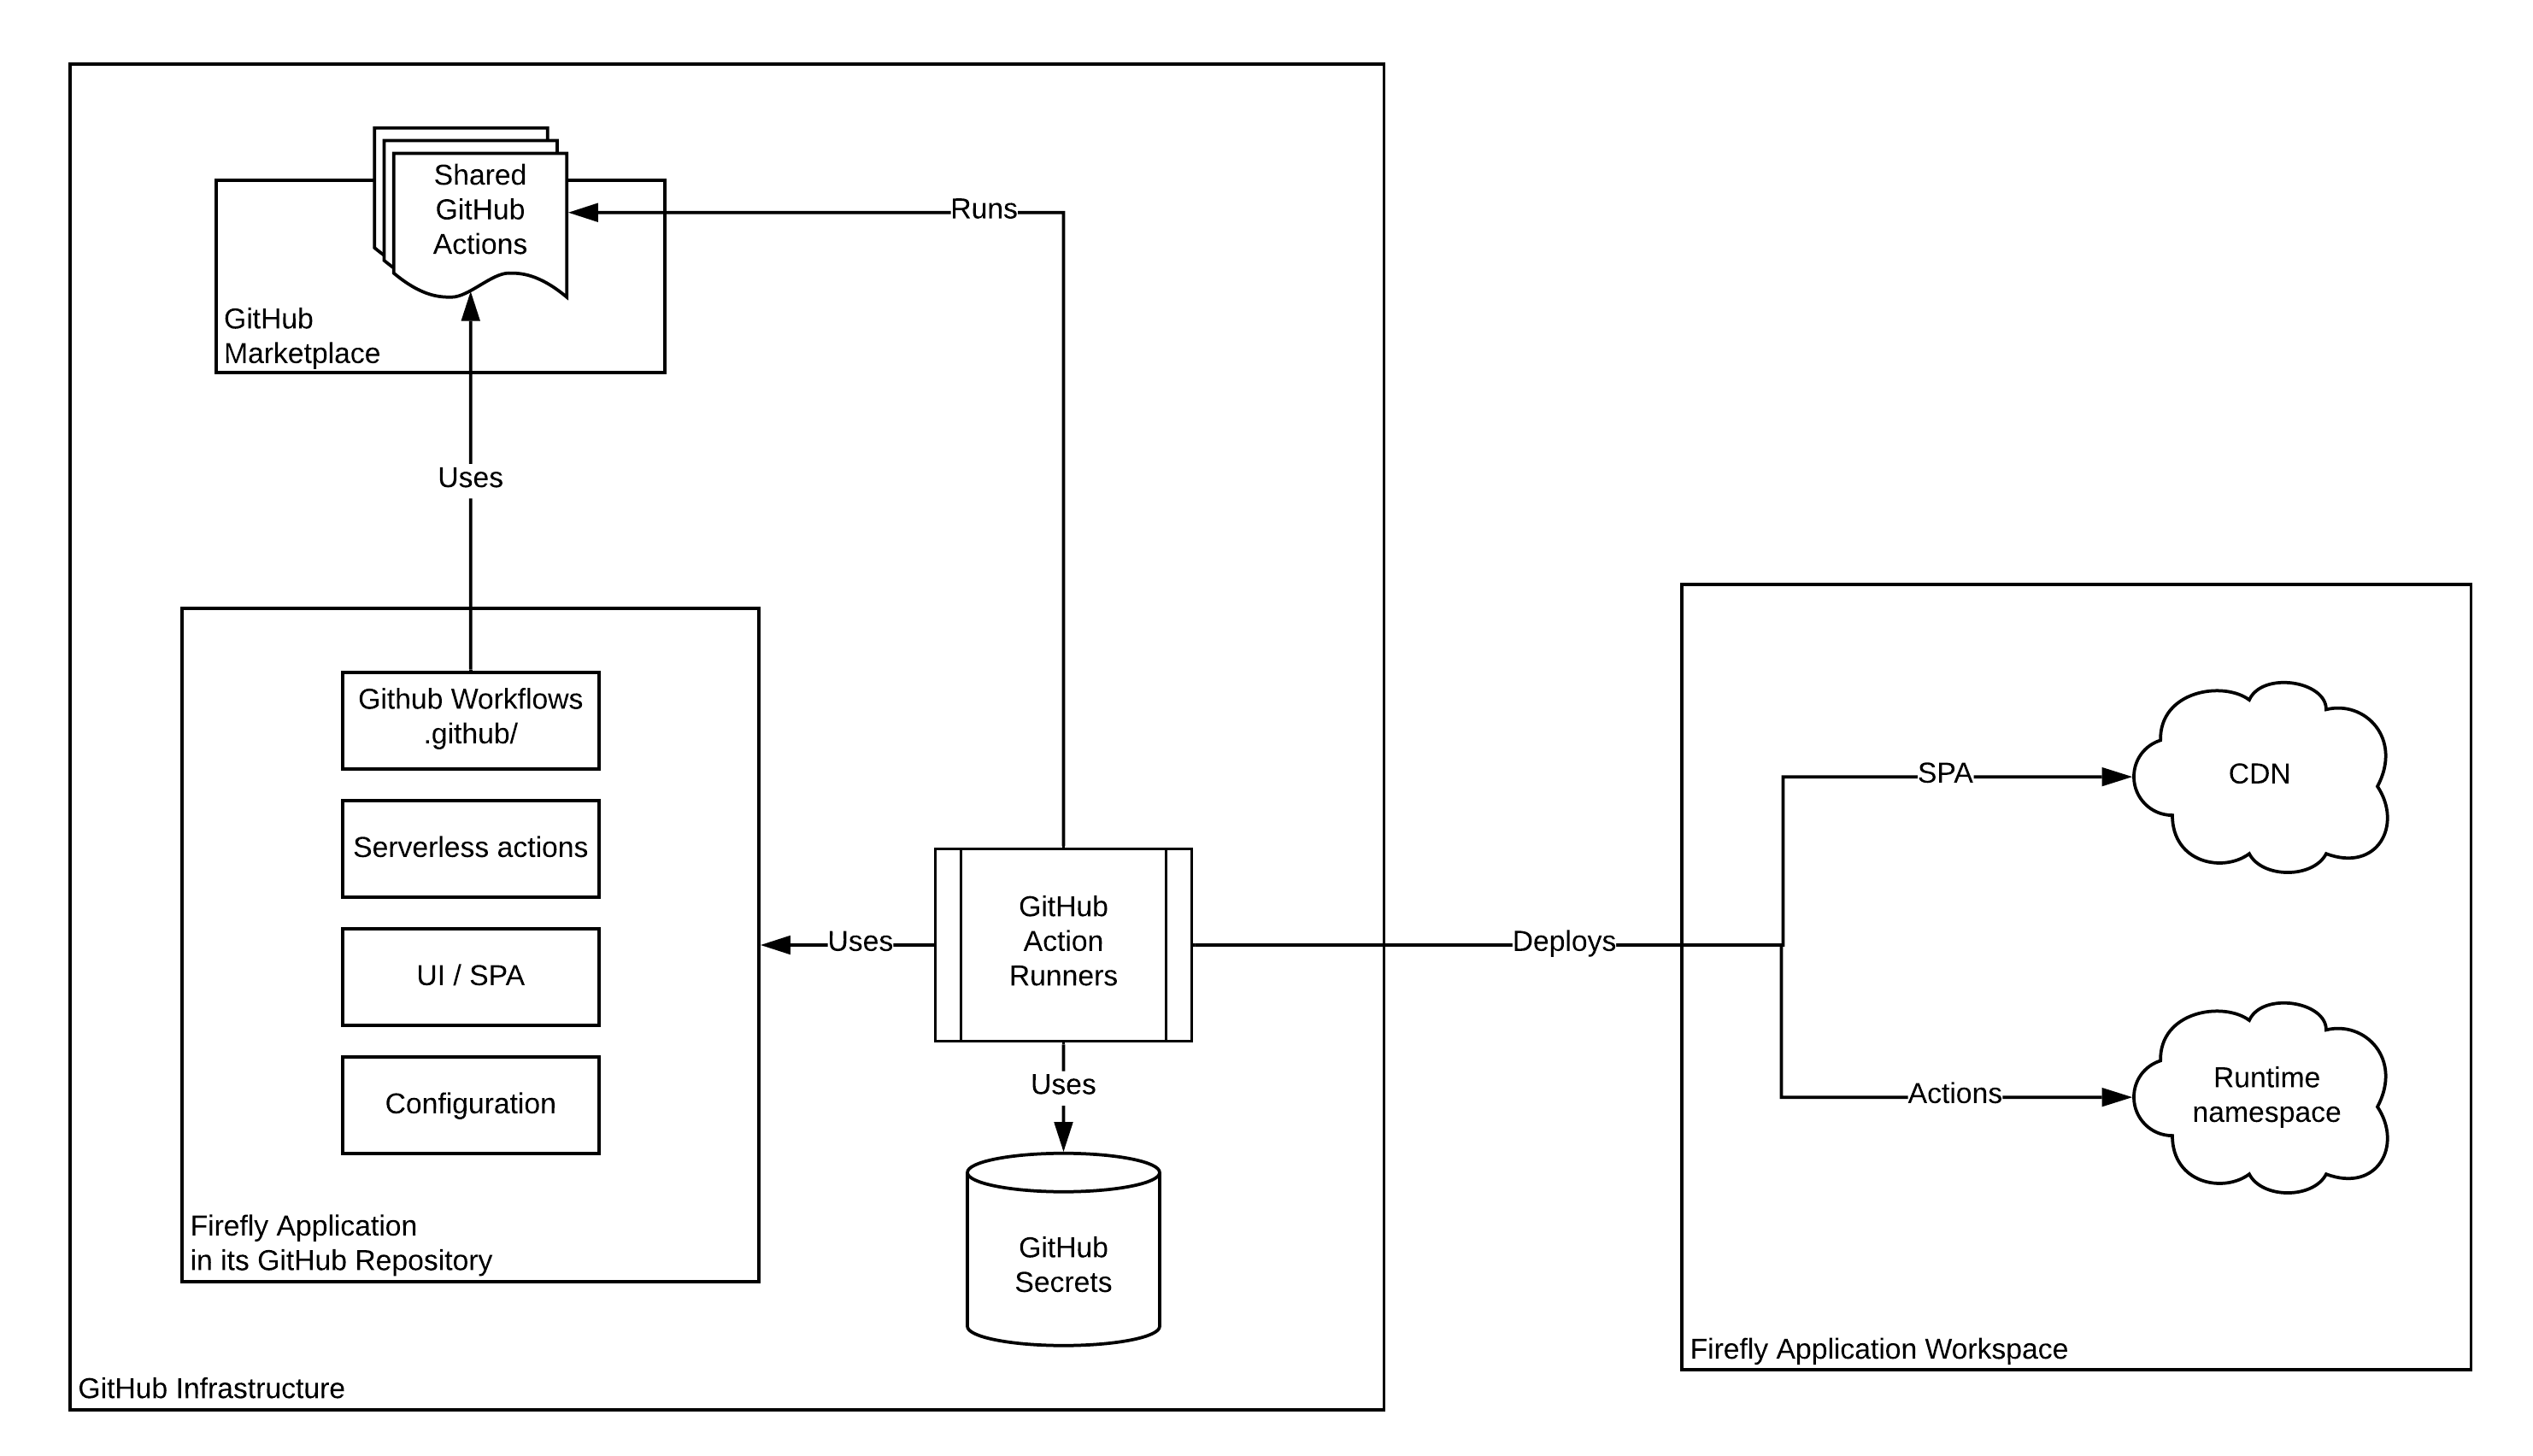 Shared
GitHub
Actions
Runs
GitHub
Marketplace
Uses
Github Workflows
.github/
Serverless actions
UI / SPA
Configuration
Firefly Application
in its GitHub Repository
Uses
GitHub
Action
Runners
Uses
GitHub
Secrets
GitHub Infrastructure
Deploys
SPA
CDN
Actions
Runtime
namespace
Firefly Application Workspace